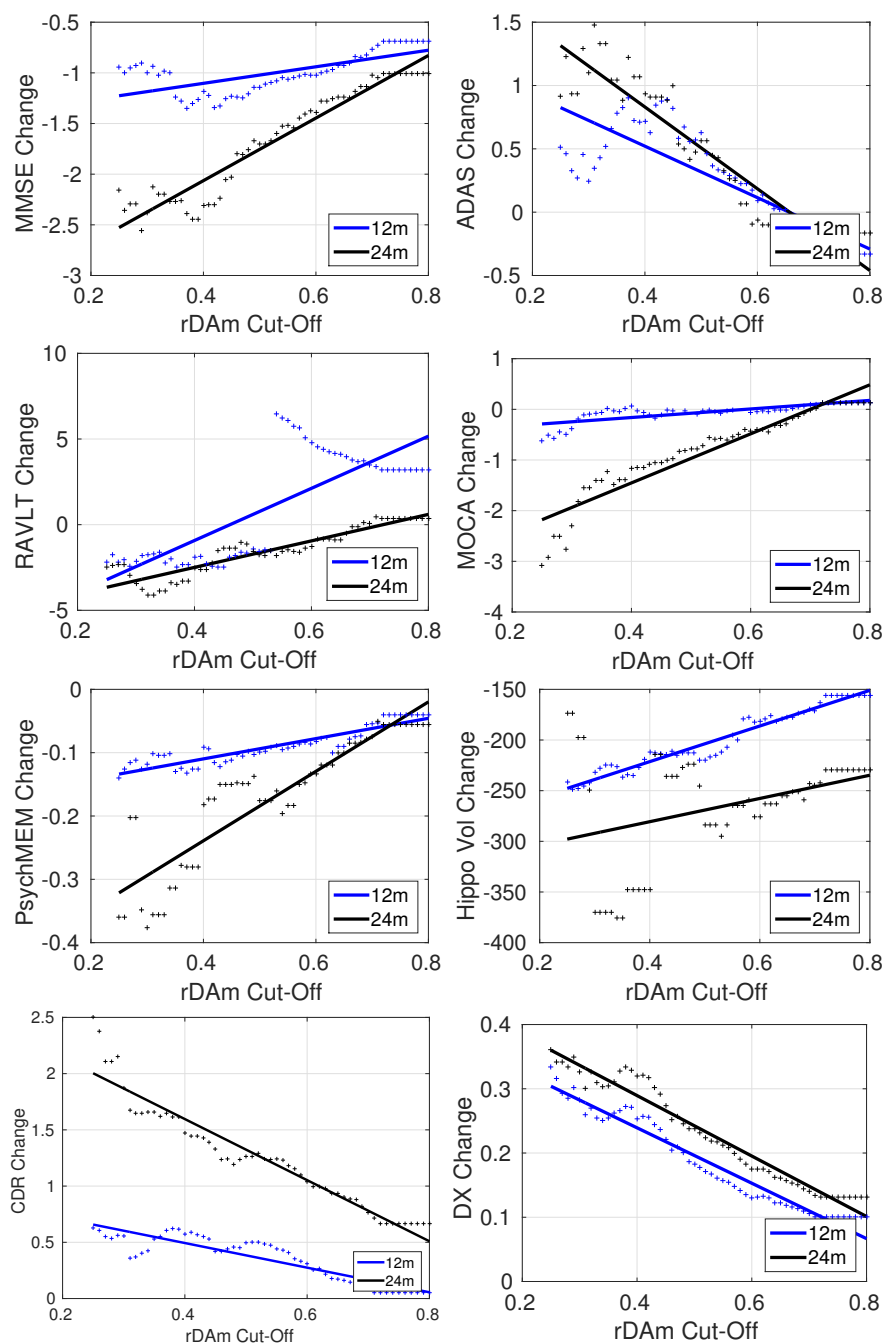 -0.5
-1
-1.5
-2
-2.5
-3
MMSE Change
0.2 0.4 0.6 0.8
rDAm Cut-Off
12m
24m
1.5
1
0.5
0
-0.5
ADAS Change
0.2 0.4 0.6 0.8
rDAm Cut-Off
12m
24m
10
5
0
-5
RAVLT Change
0.2 0.4 0.6 0.8
rDAm Cut-Off
12m
24m
1
0
-1
-2
-3
-4
MOCA Change
0.2 0.4 0.6 0.8
rDAm Cut-Off
12m
24m
0
-0.1
-0.2
-0.3
-0.4
PsychMEM Change
0.2 0.4 0.6 0.8
rDAm Cut-Off
12m
24m
-150
-200
-250
-300
-350
-400
Hippo Vol Change
0.2 0.4 0.6 0.8
rDAm Cut-Off
12m
24m
2.5
2
1.5
1
0.5
0
CDR Change
0.2 0.4 0.6 0.8
rDAm Cut-Off
12m
24m
0.4
0.3
0.2
0.1
0
DX Change
0.2 0.4 0.6 0.8
rDAm Cut-Off
12m
24m